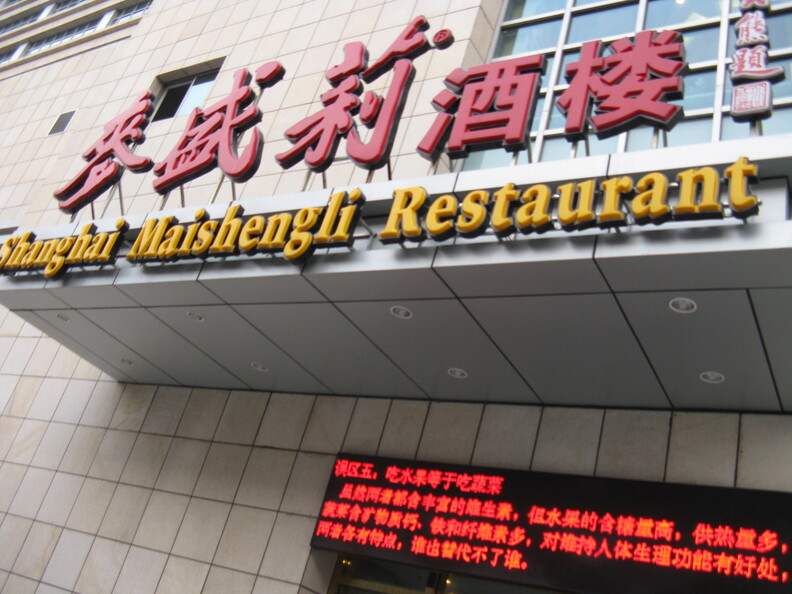 麦盛莉®酒楼
熊题
Shanghai Maishenglí Restaurant
误区五：吃水果等于吃蔬菜
虽然两者都含丰富的维生素，但水果的含糖量高，供热量多，
蔬菜含矿物质钙、铁和纤维素多，对维持人体生理功能有好处，
两者各有特点，谁也替代不了谁。